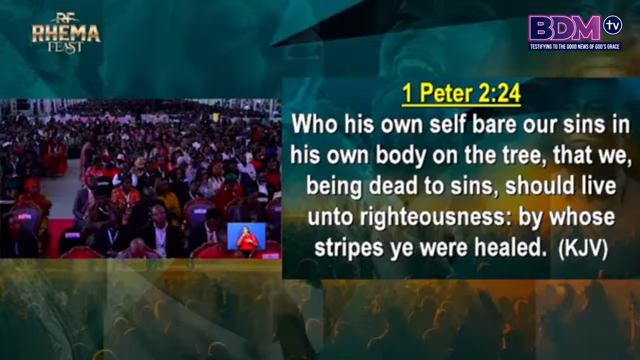 RF
RHEMA
FEAST
BDM tv
TESTIFYING TO THE GOOD NEWS OF GOD'S GRACE
1 Peter 2:24
Who his own self bare our sins in
his own body on the tree, that we,
being dead to sins, should live
unto righteousness: by whose
stripes ye were healed. (KJV)